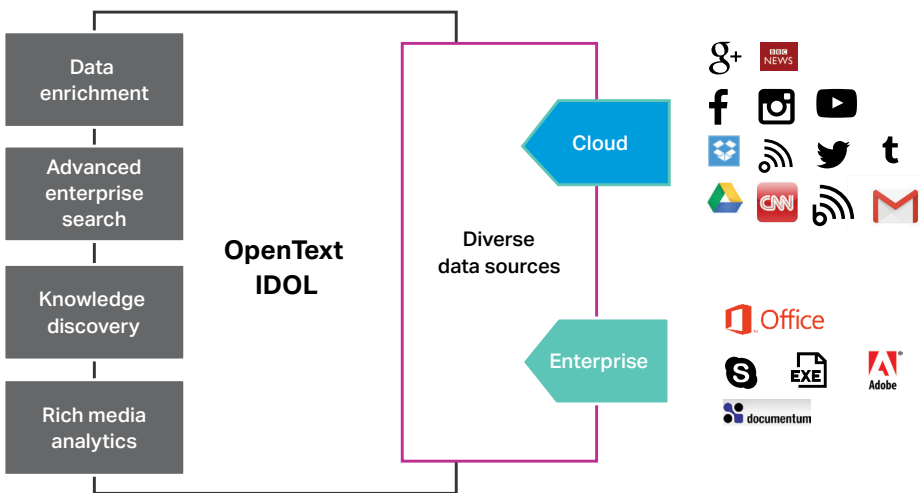 Data
enrichment
Advanced
enterprise
search
Knowledge
discovery
Rich media
analytics
OpenText
IDOL
Diverse
data sources
Cloud
Enterprise
g+
BBC
NEWS
f
t
CNN
b
M
Office
S
EXE
Adobe
documentum